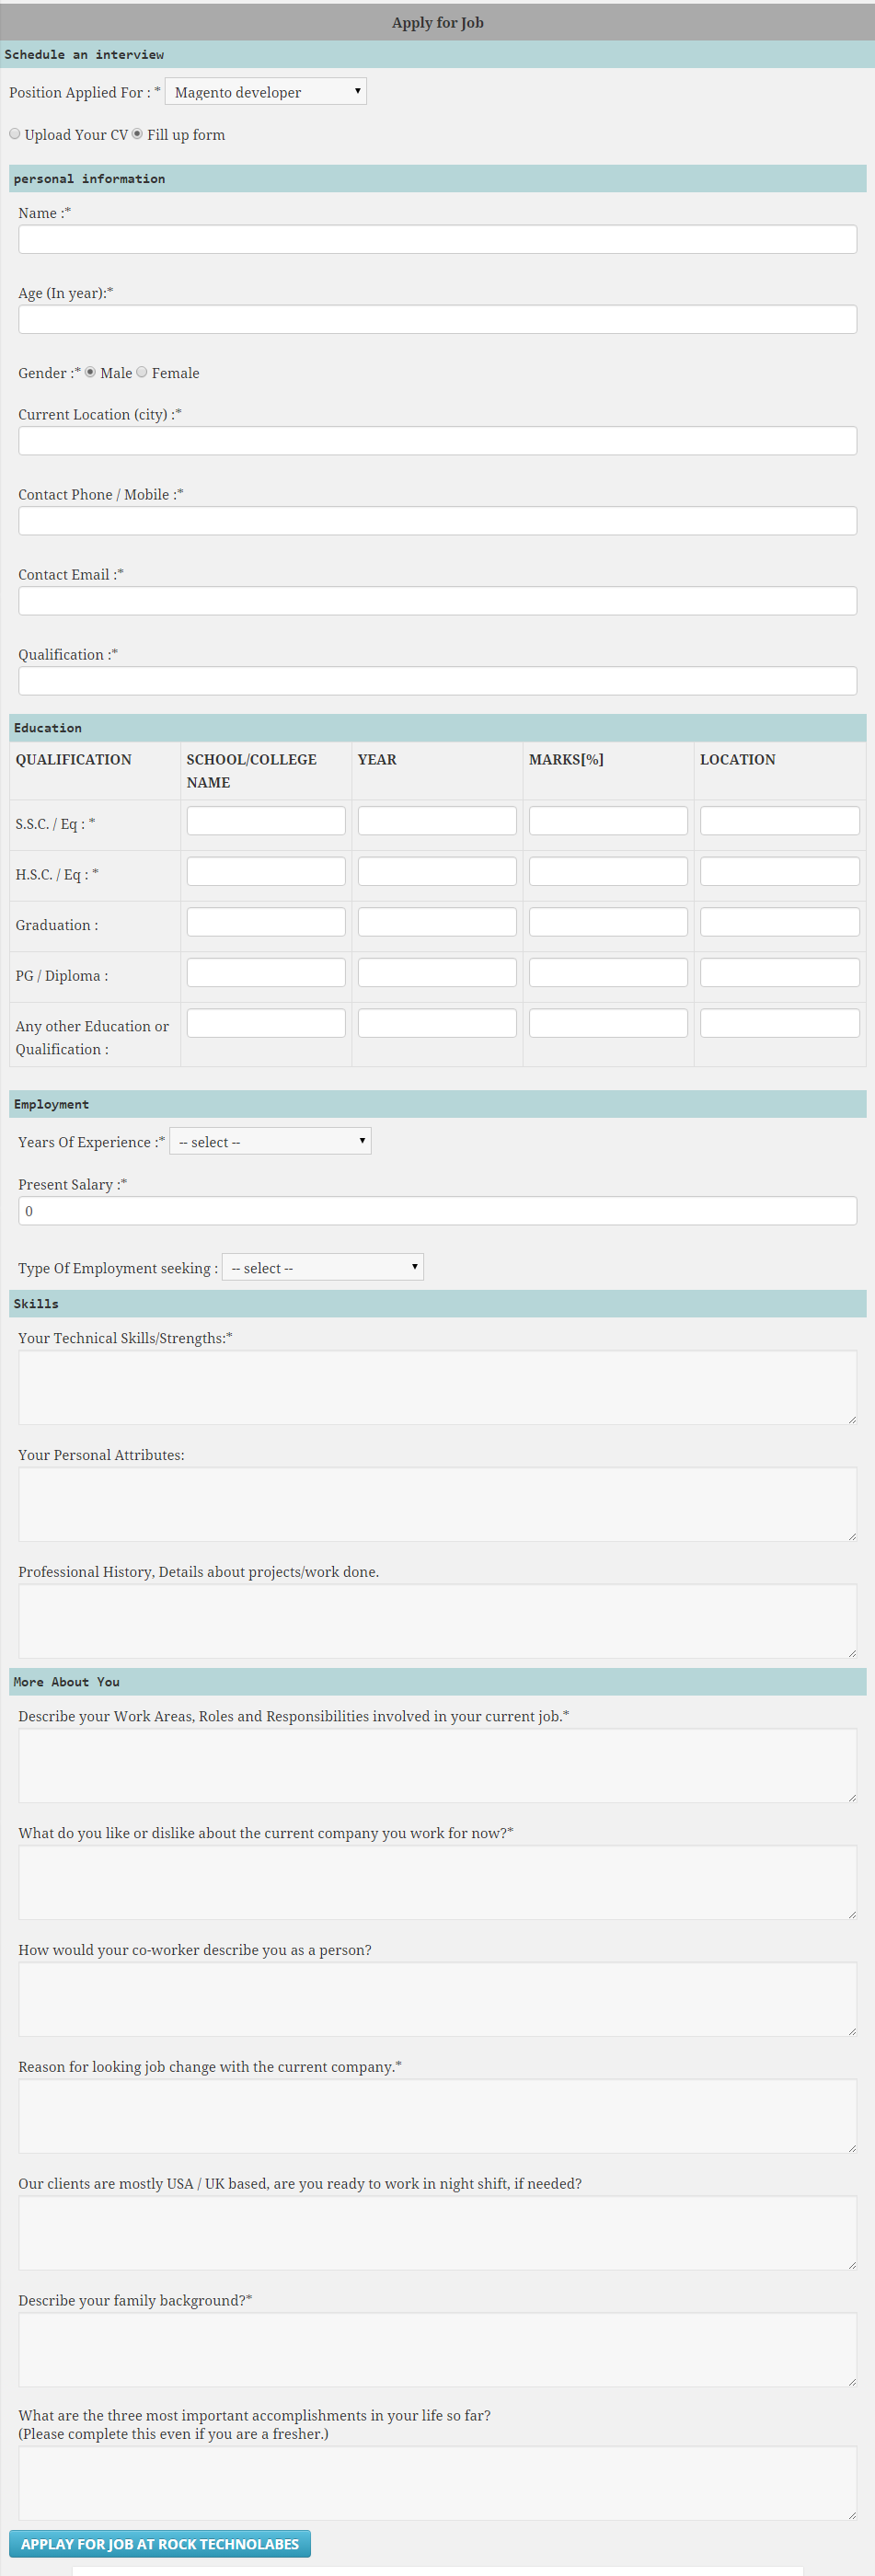 Apply for Job
Schedule an interview
Position Applied For : * Magento developer
Upload Your CV Fill up form
personal information
Name :*
Age (In year):*
Gender :* Male Female
Current Location (city) :*
Contact Phone / Mobile :*
Contact Email :*
Qualification :*
Education
QUALIFICATION SCHOOL/COLLEGE NAME YEAR MARKS[%] LOCATION
S.S.C. / Eq : *
H.S.C. / Eq : *
Graduation :
PG / Diploma :
Any other Education or
Qualification :
Employment
Years Of Experience :* -- select --
Present Salary :*
0
Type Of Employment seeking : -- select --
Skills
Your Technical Skills/Strengths:*
Your Personal Attributes:
Professional History, Details about projects/work done.
More About You
Describe your Work Areas, Roles and Responsibilities involved in your current job.*
What do you like or dislike about the current company you work for now?*
How would your co-worker describe you as a person?
Reason for looking job change with the current company.*
Our clients are mostly USA / UK based, are you ready to work in night shift, if needed?
Describe your family background?*
What are the three most important accomplishments in your life so far?
(Please complete this even if you are a fresher.)
APPLAY FOR JOB AT ROCK TECHNOLABES